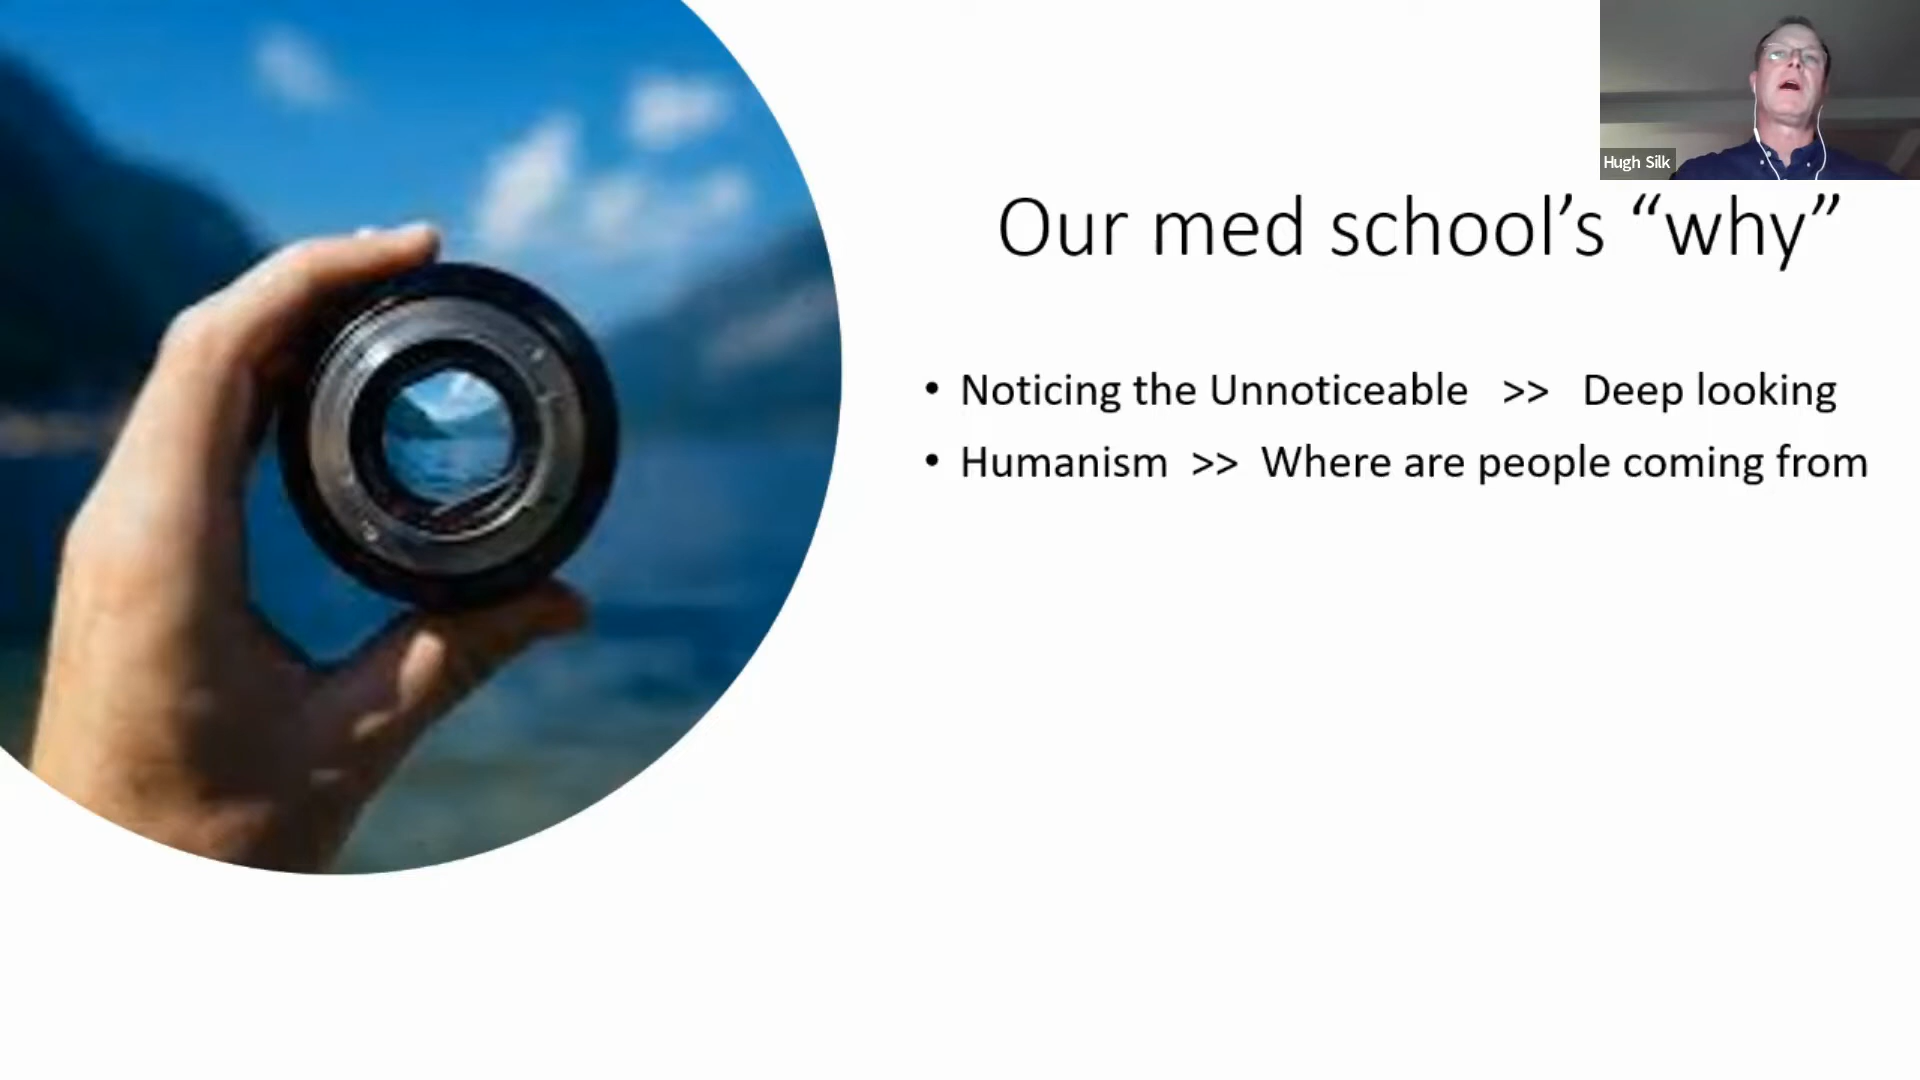 Hugh Silk
Our med school’s “why”
• Noticing the Unnoticeable >> Deep looking
• Humanism >> Where are people coming from